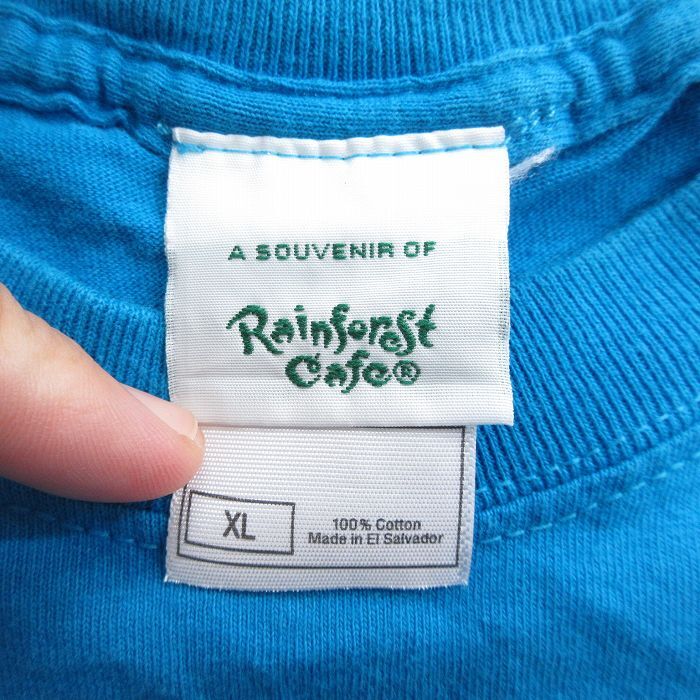 A SOUVENIR OF
Rainforest
Cafe®
XL
100% Cotton
Made in El Salvador